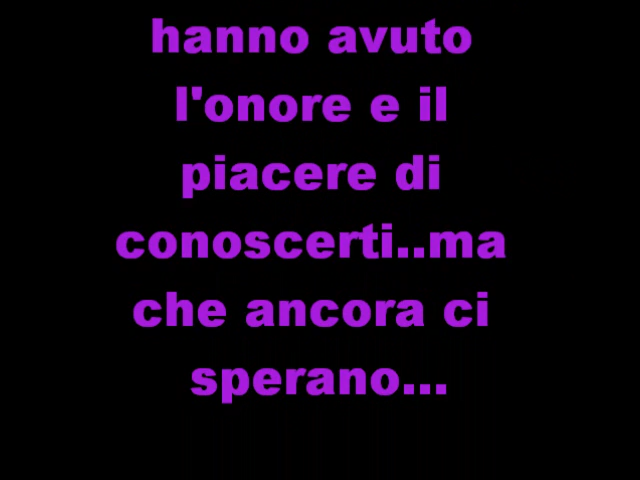 hanno avuto
l'onore e il
piacere di
conoscerti..ma
che ancora ci
sperano...